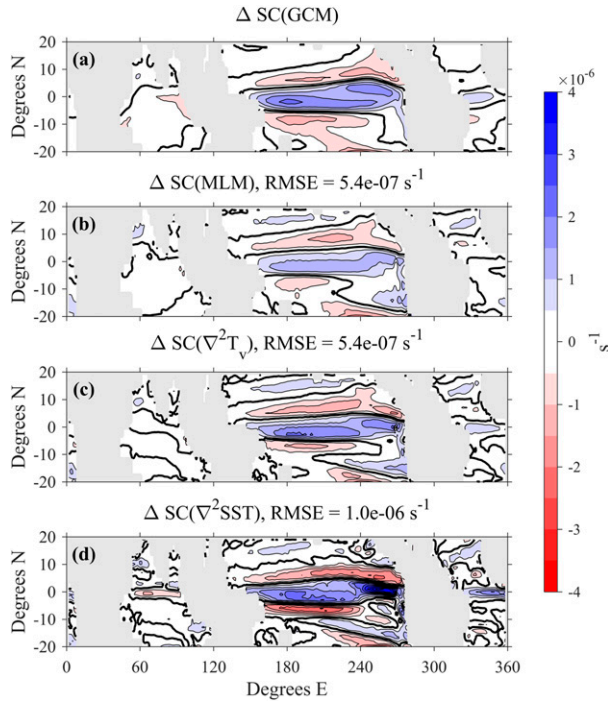 Δ SC(GCM)
(a)
Degrees N
20
10
0
-10
-20
Δ SC(MLM), RMSE = 5.4e-07 s⁻¹
(b)
Degrees N
20
10
0
-10
-20
Δ SC(∇²Tᵥ), RMSE = 5.4e-07 s⁻¹
(c)
Degrees N
20
10
0
-10
-20
Δ SC(∇²SST), RMSE = 1.0e-06 s⁻¹
(d)
Degrees N
20
10
0
-10
-20
0 60 120 180 240 300 360
Degrees E
×10⁻⁶
4
3
2
1
0
-1
-2
-3
-4
s⁻¹